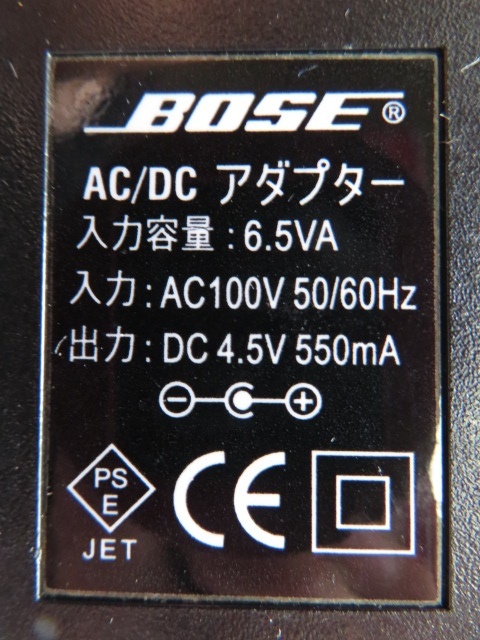 BOSE®
AC/DC アダプター
入力容量 : 6.5VA
入力 : AC100V 50/60Hz
出力 : DC 4.5V 550mA
− +
PS
E
JET
CE